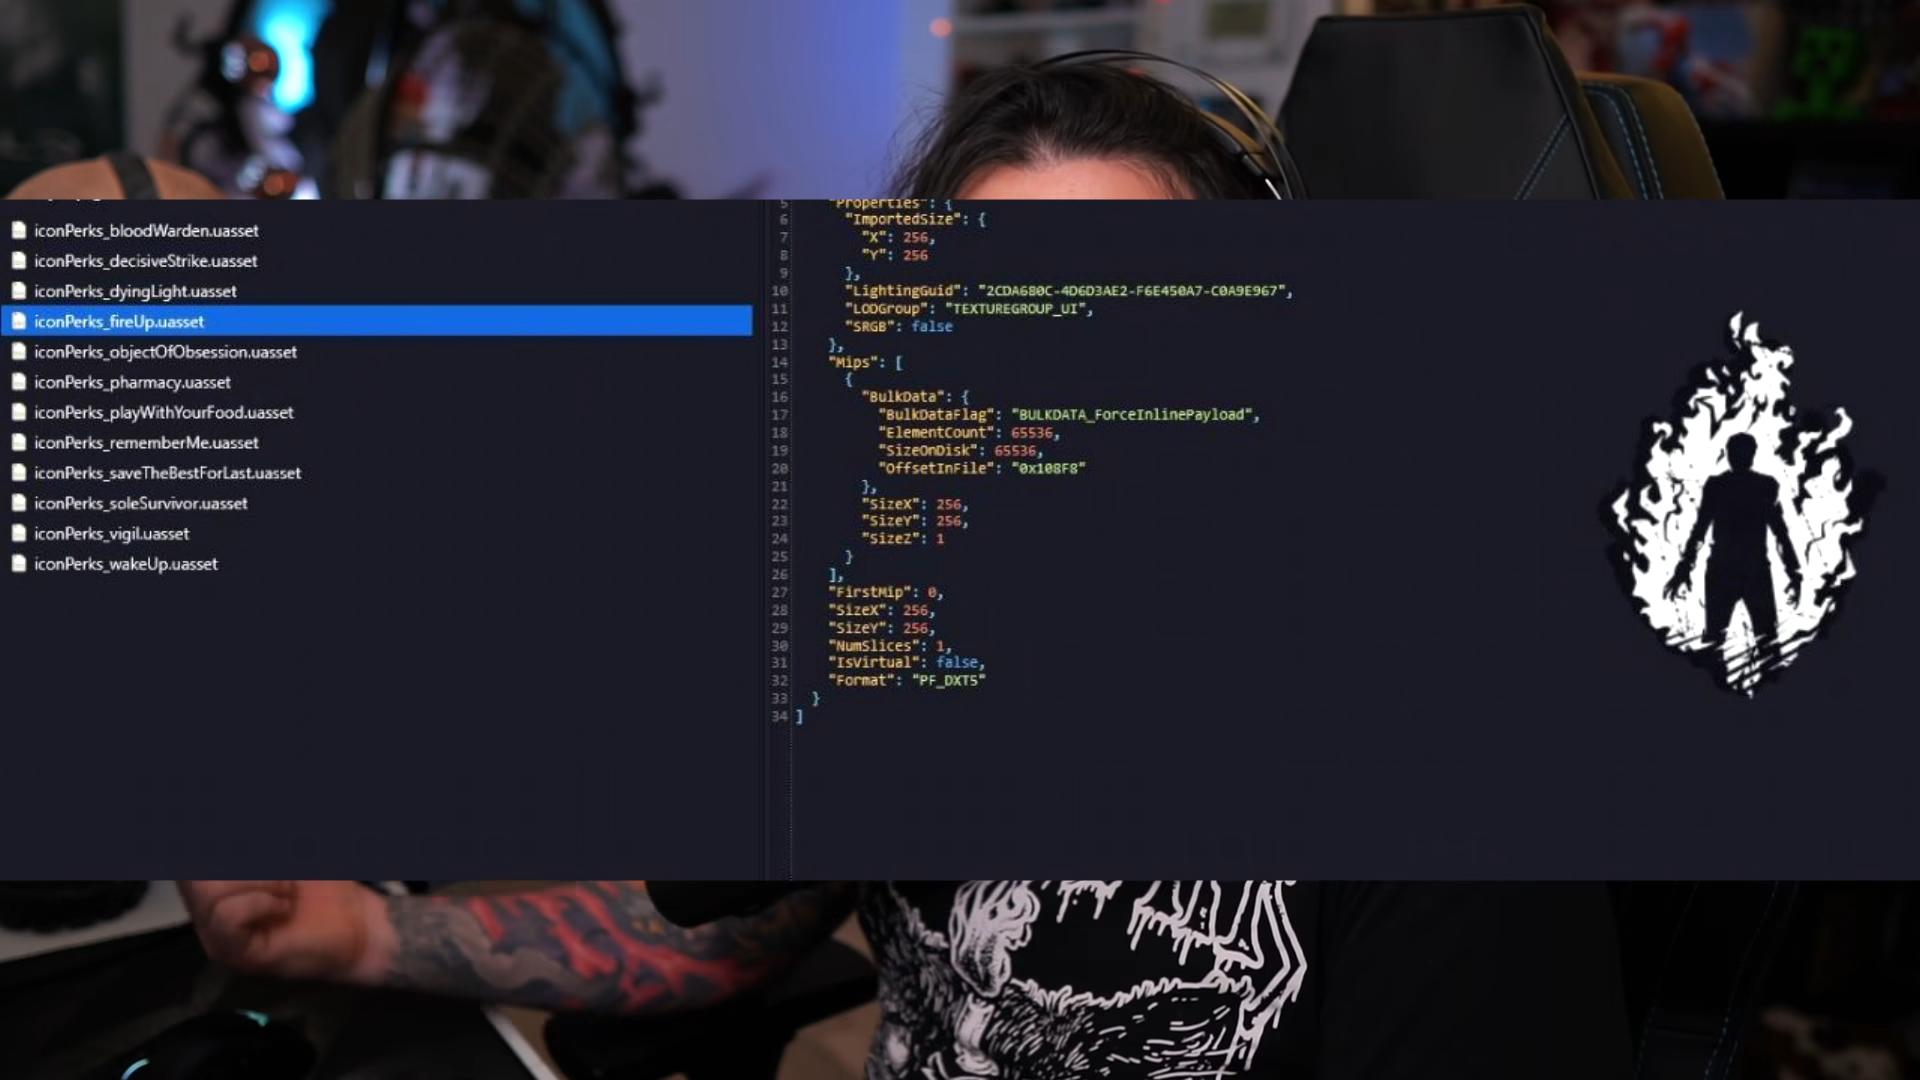 iconPerks_bloodWarden.uasset
iconPerks_decisiveStrike.uasset
iconPerks_dyingLight.uasset
iconPerks_fireUp.uasset
iconPerks_objectOfObsession.uasset
iconPerks_pharmacy.uasset
iconPerks_playWithYourFood.uasset
iconPerks_rememberMe.uasset
iconPerks_saveTheBestForLast.uasset
iconPerks_soleSurvivor.uasset
iconPerks_vigil.uasset
iconPerks_wakeUp.uasset
5 "Properties": {
6 "ImportedSize": {
7 "X": 256,
8 "Y": 256
9 },
10 "LightingGuid": "2CDA680C-4D6D3AE2-F6E450A7-C0A9E967",
11 "LODGroup": "TEXTUREGROUP_UI",
12 "SRGB": false
13 },
14 "Mips": [
15 {
16 "BulkData": {
17 "BulkDataFlag": "BULKDATA_ForceInlinePayload",
18 "ElementCount": 65536,
19 "SizeOnDisk": 65536,
20 "OffsetInFile": "0x108F8"
21 },
22 "SizeX": 256,
23 "SizeY": 256,
24 "SizeZ": 1
25 }
26 ],
27 "FirstMip": 0,
28 "SizeX": 256,
29 "SizeY": 256,
30 "NumSlices": 1,
31 "IsVirtual": false,
32 "Format": "PF_DXT5"
33 }
34 ]